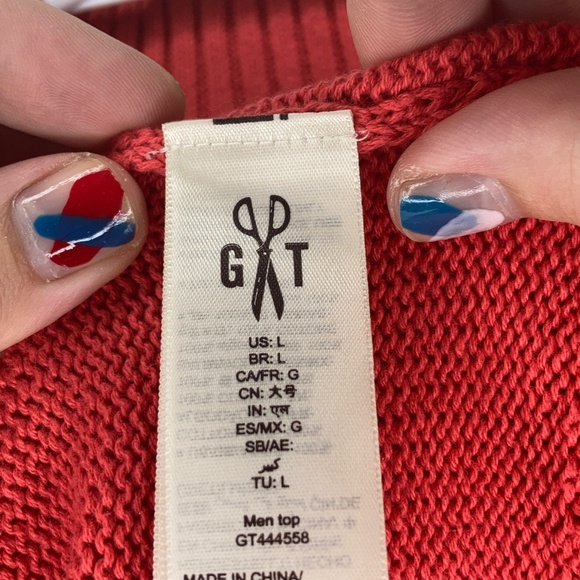 G T
US: L
BR: L
CA/FR: G
CN: 大号
IN: एल
ES/MX: G
SB/AE:
كبير
TU: L
Men top
GT444558
MADE IN CHINA/